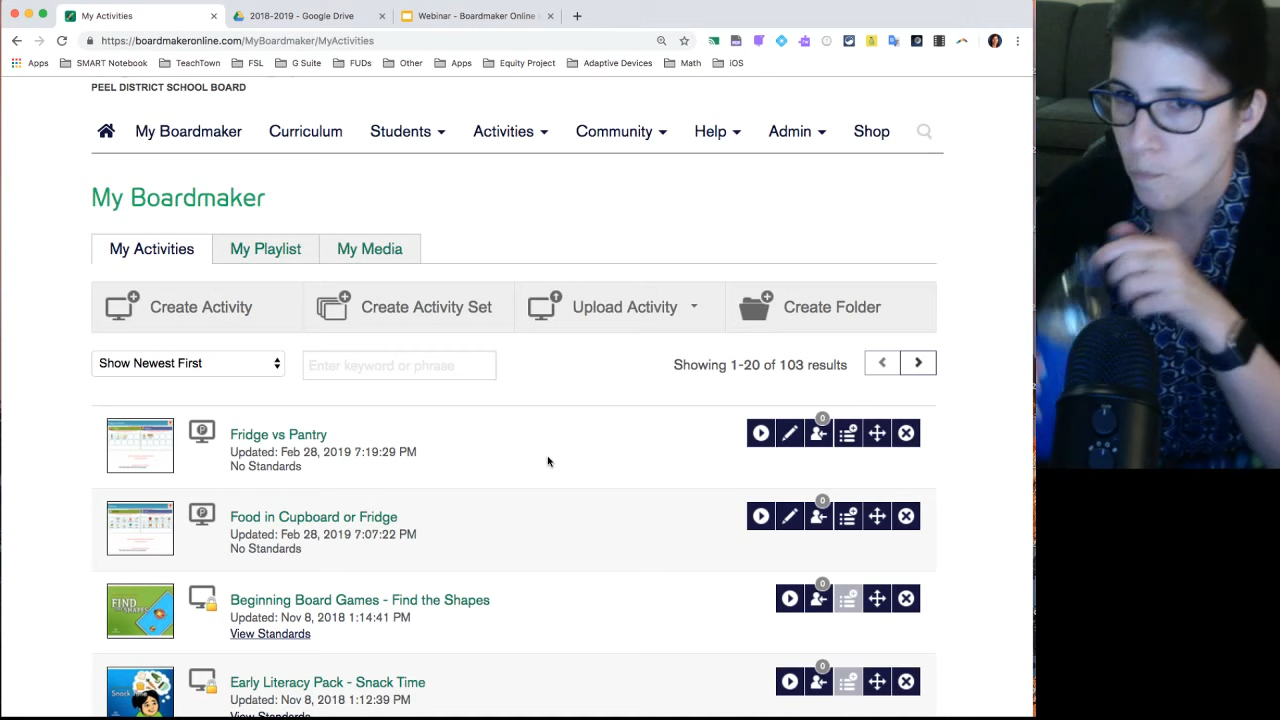 My Activities
2018-2019 - Google Drive
Webinar - Boardmaker Online
https://boardmakeronline.com/MyBoardmaker/MyActivities
Apps SMART Notebook TeachTown FSL G Suite FUDs Other Apps Equity Project Adaptive Devices Math iOS
PEEL DISTRICT SCHOOL BOARD
My Boardmaker Curriculum Students Activities Community Help Admin Shop
My Boardmaker
My Activities My Playlist My Media
Create Activity Create Activity Set Upload Activity Create Folder
Show Newest First Enter keyword or phrase Showing 1-20 of 103 results
0
Fridge vs Pantry
Updated: Feb 28, 2019 7:19:29 PM
No Standards
0
Food in Cupboard or Fridge
Updated: Feb 28, 2019 7:07:22 PM
No Standards
0
FIND THE SHAPES
Beginning Board Games - Find the Shapes
Updated: Nov 8, 2018 1:14:41 PM
View Standards
0
Snack Time
Early Literacy Pack - Snack Time
Updated: Nov 8, 2018 1:12:39 PM
View Standards